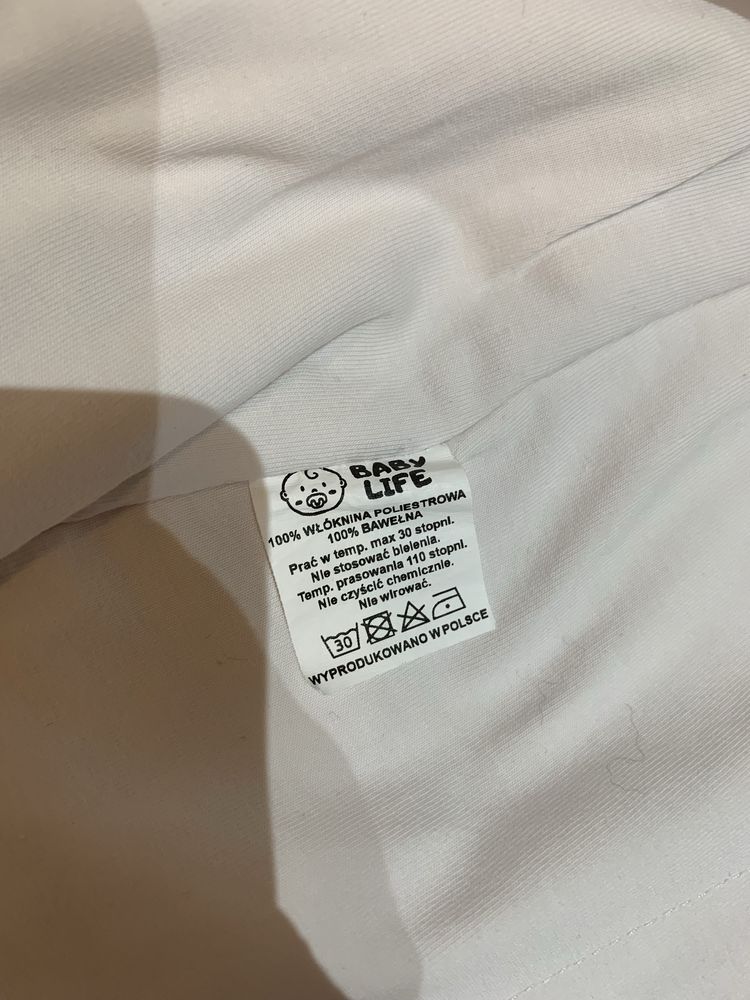 BABY
LIFE
100% WŁÓKNINA POLIESTROWA
100% BAWEŁNA
Prać w temp. max 30 stopni.
Nie stosować bielenia.
Temp. prasowania 110 stopni.
Nie czyścić chemicznie.
Nie wirować.
30
WYPRODUKOWANO W POLSCE